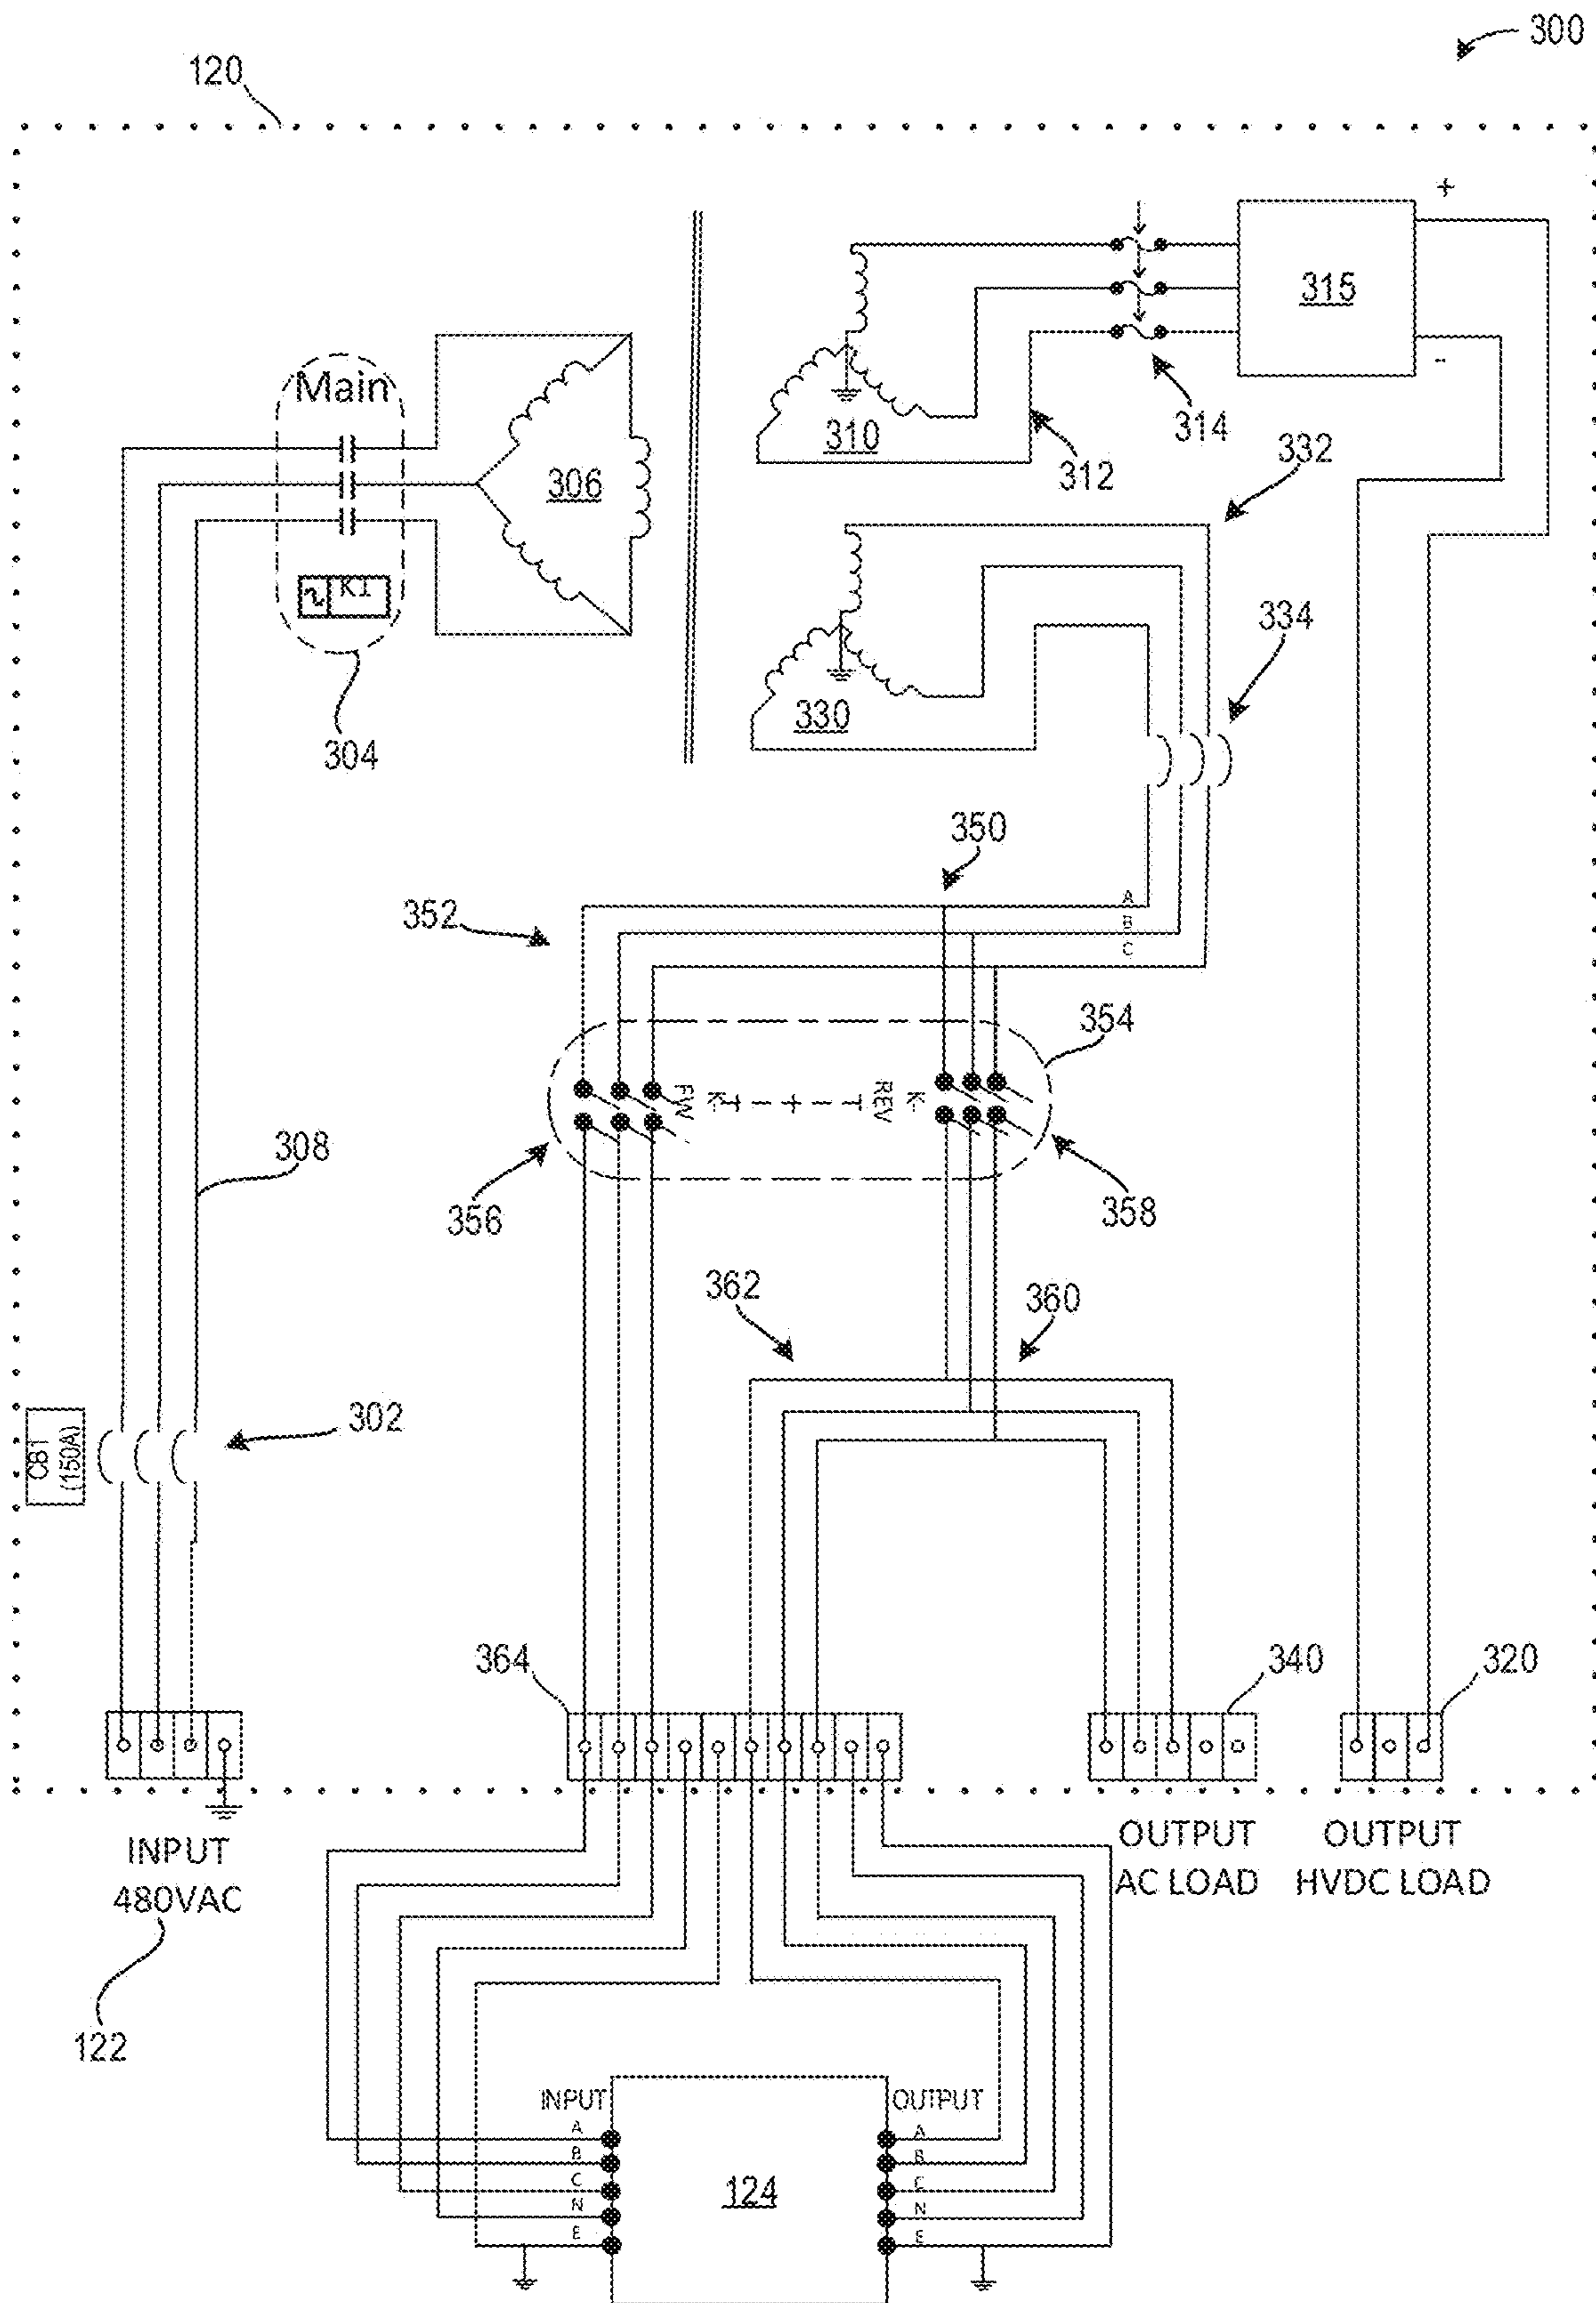 300
120
+
315
-
314
310
312
332
Main
306
K1
304
330
334
350
352
A
B
C
354
FW
K-
REV
K-
356
358
308
362
360
302
CB1
(150A)
364
340
320
INPUT
480VAC
122
OUTPUT
AC LOAD
OUTPUT
HVDC LOAD
INPUT
OUTPUT
A
A
B
B
C
C
124
N
N
E
E